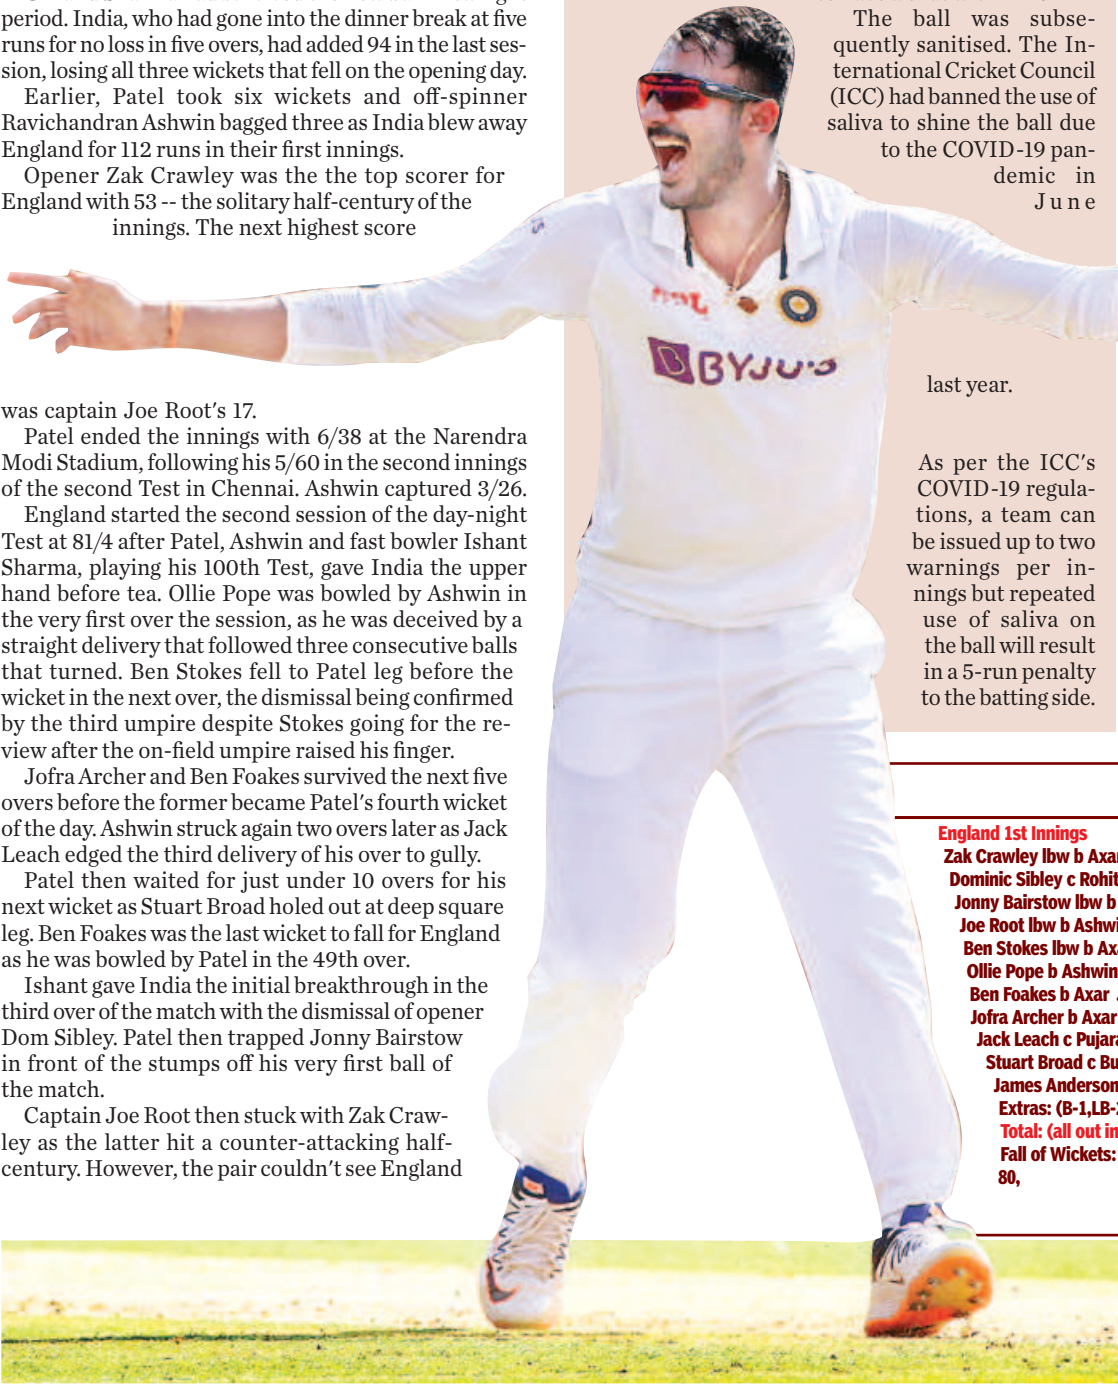 period. India, who had gone into the dinner break at five
runs for no loss in five overs, had added 94 in the last ses-
sion, losing all three wickets that fell on the opening day.
Earlier, Patel took six wickets and off-spinner
Ravichandran Ashwin bagged three as India blew away
England for 112 runs in their first innings.
Opener Zak Crawley was the the top scorer for
England with 53 -- the solitary half-century of the
innings. The next highest score
was captain Joe Root's 17.
Patel ended the innings with 6/38 at the Narendra
Modi Stadium, following his 5/60 in the second innings
of the second Test in Chennai. Ashwin captured 3/26.
England started the second session of the day-night
Test at 81/4 after Patel, Ashwin and fast bowler Ishant
Sharma, playing his 100th Test, gave India the upper
hand before tea. Ollie Pope was bowled by Ashwin in
the very first over the session, as he was deceived by a
straight delivery that followed three consecutive balls
that turned. Ben Stokes fell to Patel leg before the
wicket in the next over, the dismissal being confirmed
by the third umpire despite Stokes going for the re-
view after the on-field umpire raised his finger.
Jofra Archer and Ben Foakes survived the next five
overs before the former became Patel's fourth wicket
of the day. Ashwin struck again two overs later as Jack
Leach edged the third delivery of his over to gully.
Patel then waited for just under 10 overs for his
next wicket as Stuart Broad holed out at deep square
leg. Ben Foakes was the last wicket to fall for England
as he was bowled by Patel in the 49th over.
Ishant gave India the initial breakthrough in the
third over of the match with the dismissal of opener
Dom Sibley. Patel then trapped Jonny Bairstow
in front of the stumps off his very first ball of
the match.
Captain Joe Root then stuck with Zak Craw-
ley as the latter hit a counter-attacking half-
century. However, the pair couldn't see England
The ball was subse-
quently sanitised. The In-
ternational Cricket Council
(ICC) had banned the use of
saliva to shine the ball due
to the COVID-19 pan-
demic in
June
last year.
As per the ICC's
COVID-19 regula-
tions, a team can
be issued up to two
warnings per in-
nings but repeated
use of saliva on
the ball will result
in a 5-run penalty
to the batting side.
BYJU'S
England 1st Innings
Zak Crawley lbw b Axar
Dominic Sibley c Rohit
Jonny Bairstow lbw b
Joe Root lbw b Ashwi
Ben Stokes lbw b Axa
Ollie Pope b Ashwin
Ben Foakes b Axar
Jofra Archer b Axar
Jack Leach c Pujara
Stuart Broad c Bu
James Anderson
Extras: (B-1,LB-
Total: (all out in
Fall of Wickets:
80,